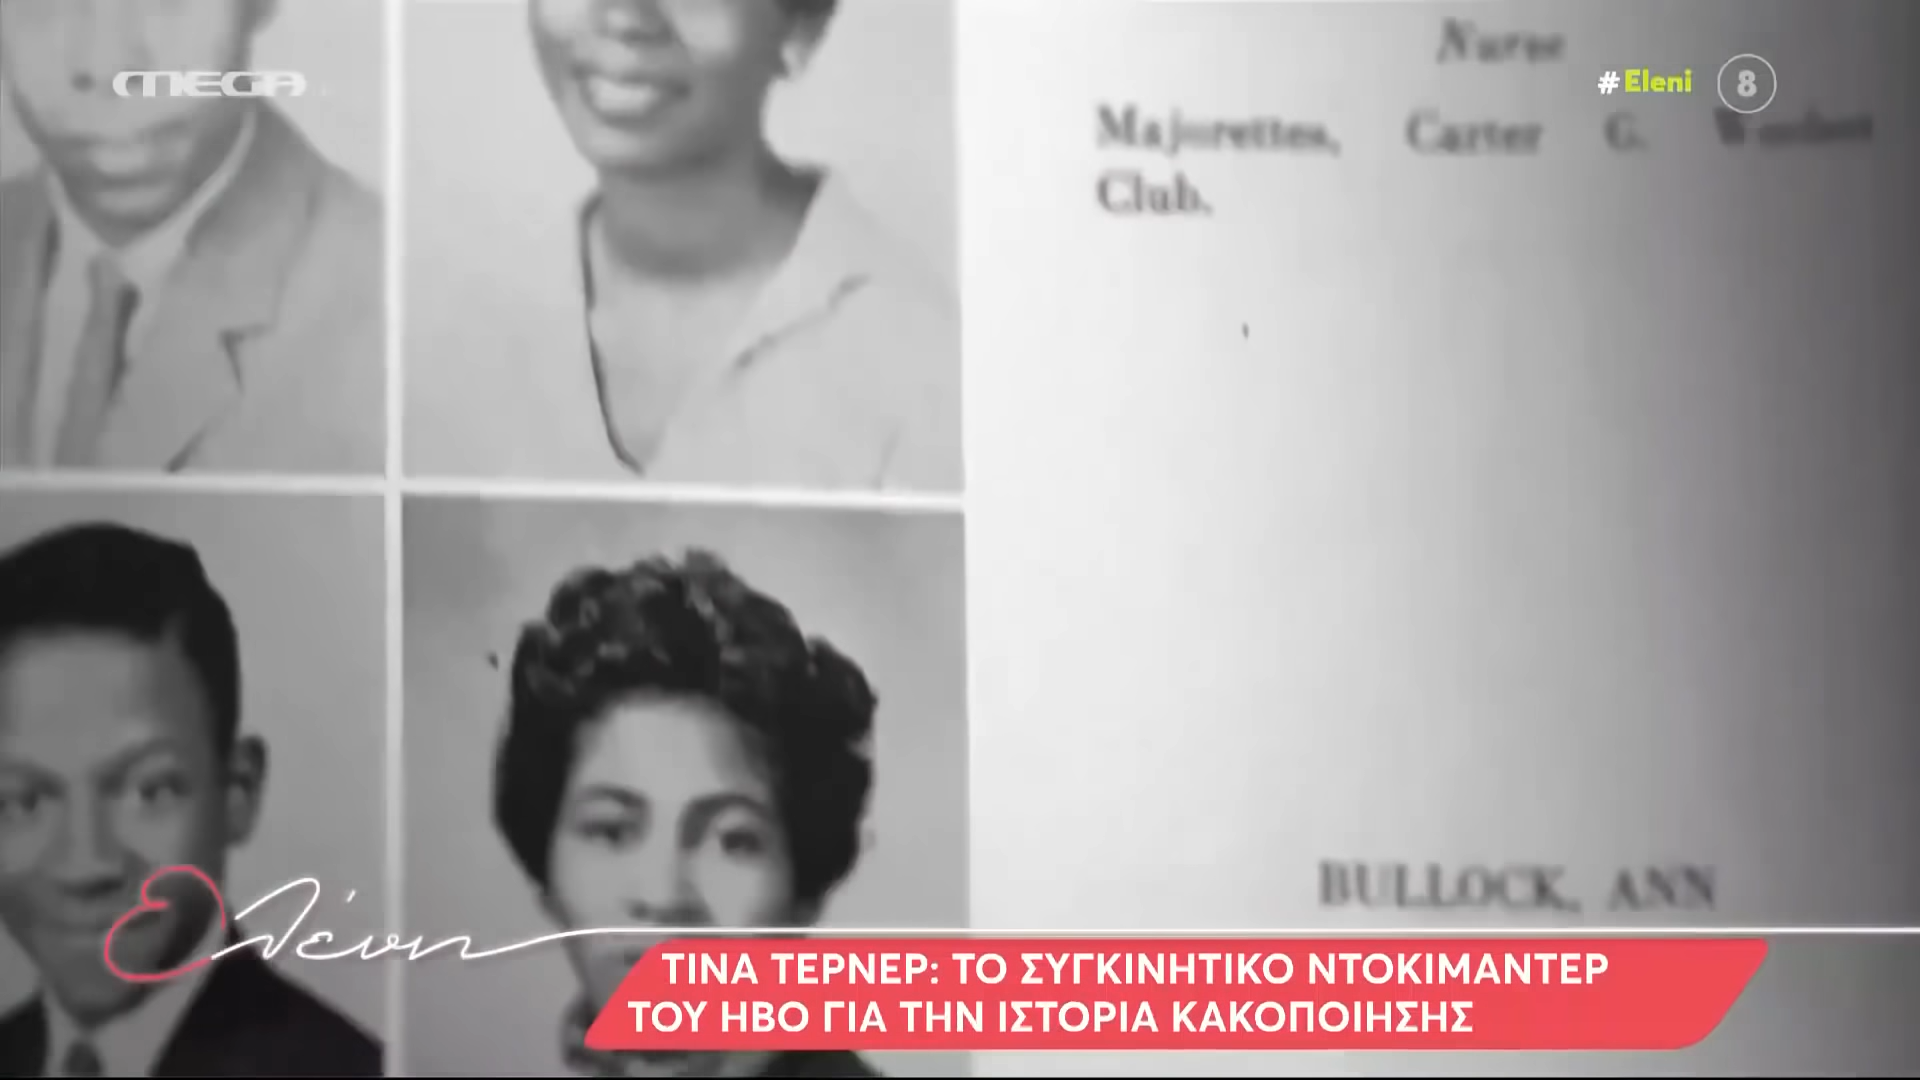 MEGA
#Eleni 8
Nurse
Majorettes, Carter G.
Club.
BULLOCK, ANN
Ελένη
ΤΙΝΑ ΤΕΡΝΕΡ: ΤΟ ΣΥΓΚΙΝΗΤΙΚΟ ΝΤΟΚΙΜΑΝΤΕΡ
ΤΟΥ HBO ΓΙΑ ΤΗΝ ΙΣΤΟΡΙΑ ΚΑΚΟΠΟΙΗΣΗΣ